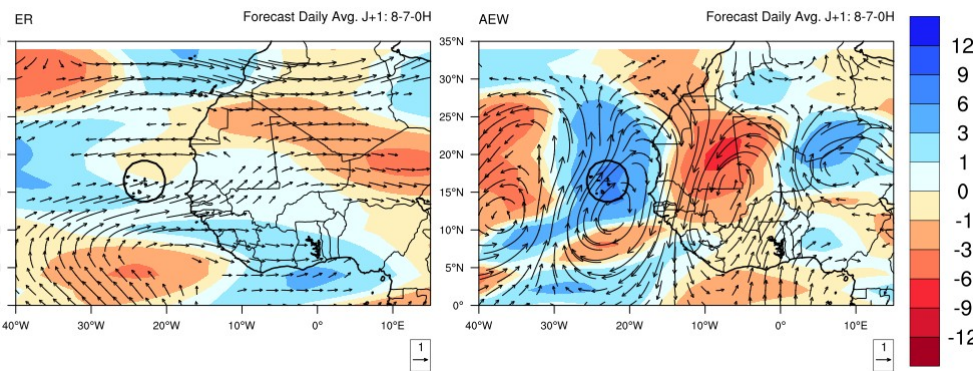 ER Forecast Daily Avg. J+1: 8-7-0H
40°W 30°W 20°W 10°W 0° 10°E
1
AEW Forecast Daily Avg. J+1: 8-7-0H
35°N
30°N
25°N
20°N
15°N
10°N
5°N
0°
40°W 30°W 20°W 10°W 0° 10°E
1
12
9
6
3
1
0
-1
-3
-6
-9
-12